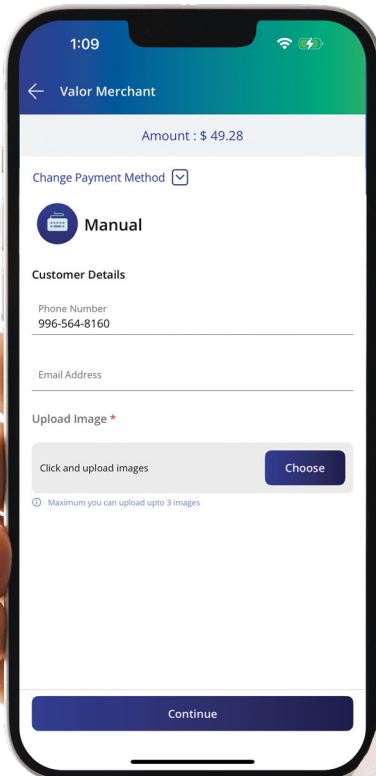 1:09
Valor Merchant
Amount : $ 49.28
Change Payment Method
Manual
Customer Details
Phone Number
996-564-8160
Email Address
Upload Image *
Click and upload images
Choose
Maximum you can upload upto 3 images
Continue